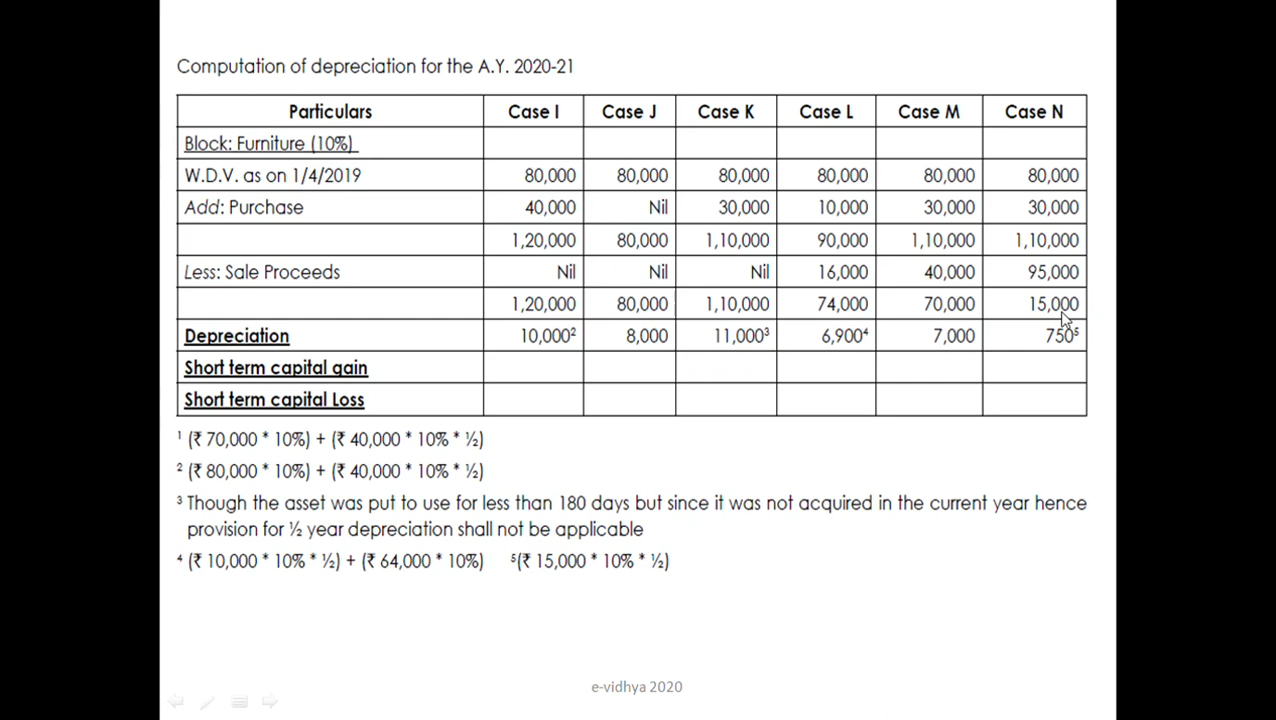 Computation of depreciation for the A.Y. 2020-21
Particulars Case I Case J Case K Case L Case M Case N
Block: Furniture (10%)
W.D.V. as on 1/4/2019 80,000 80,000 80,000 80,000 80,000 80,000
Add: Purchase 40,000 Nil 30,000 10,000 30,000 30,000
1,20,000 80,000 1,10,000 90,000 1,10,000 1,10,000
Less: Sale Proceeds Nil Nil Nil 16,000 40,000 95,000
1,20,000 80,000 1,10,000 74,000 70,000 15,000
Depreciation 10,000² 8,000 11,000³ 6,900⁴ 7,000 750⁵
Short term capital gain
Short term capital Loss
¹ (₹ 70,000 * 10%) + (₹ 40,000 * 10% * ½)
² (₹ 80,000 * 10%) + (₹ 40,000 * 10% * ½)
³ Though the asset was put to use for less than 180 days but since it was not acquired in the current year hence
provision for ½ year depreciation shall not be applicable
⁴ (₹ 10,000 * 10% * ½) + (₹ 64,000 * 10%) ⁵(₹ 15,000 * 10% * ½)
e-vidhya 2020